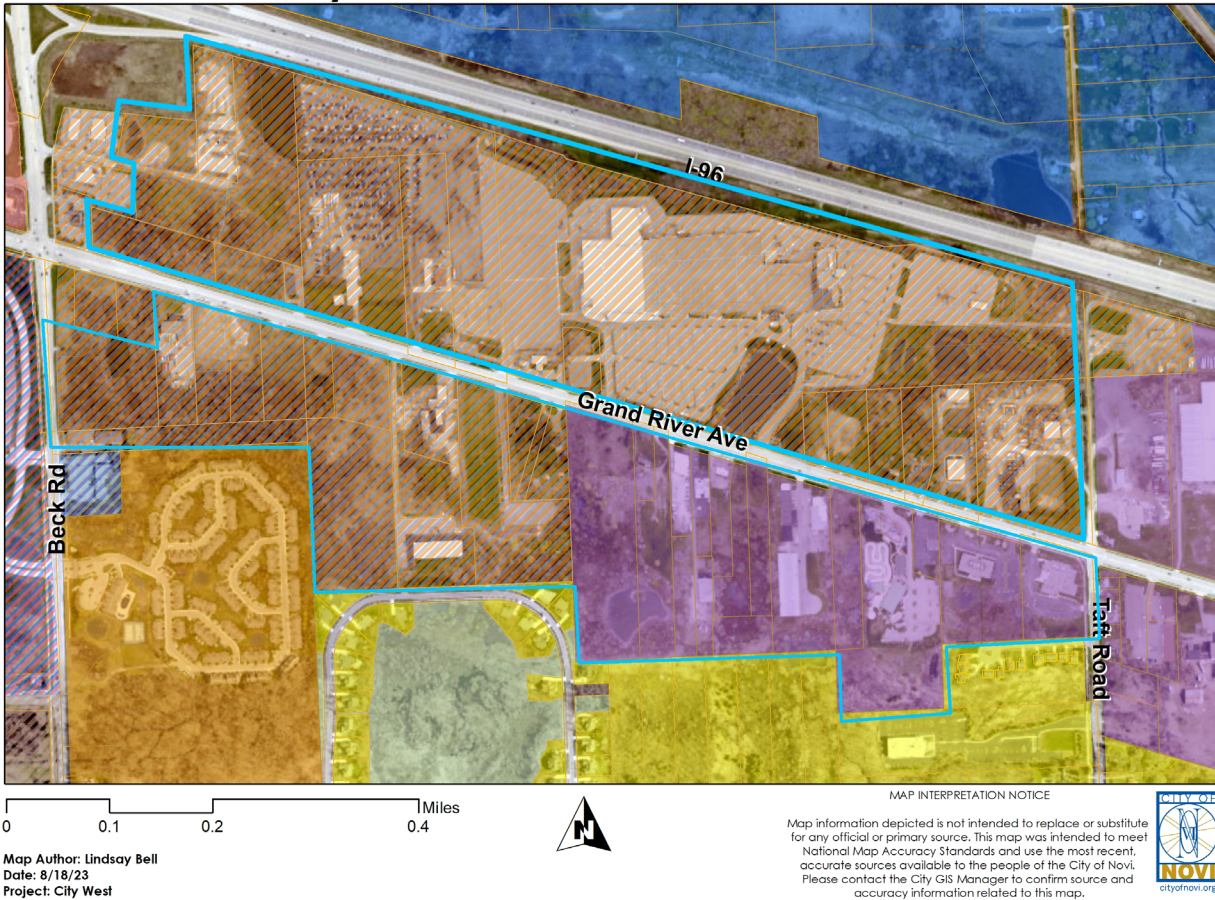 I-96
Grand River Ave
Beck Rd
Taft Road
Miles
0 0.1 0.2 0.4
N
Map Author: Lindsay Bell
Date: 8/18/23
Project: City West
MAP INTERPRETATION NOTICE
Map information depicted is not intended to replace or substitute
for any official or primary source. This map was intended to meet
National Map Accuracy Standards and use the most recent,
accurate sources available to the people of the City of Novi.
Please contact the City GIS Manager to confirm source and
accuracy information related to this map.
CITY OF
NOVI
cityofnovi.org